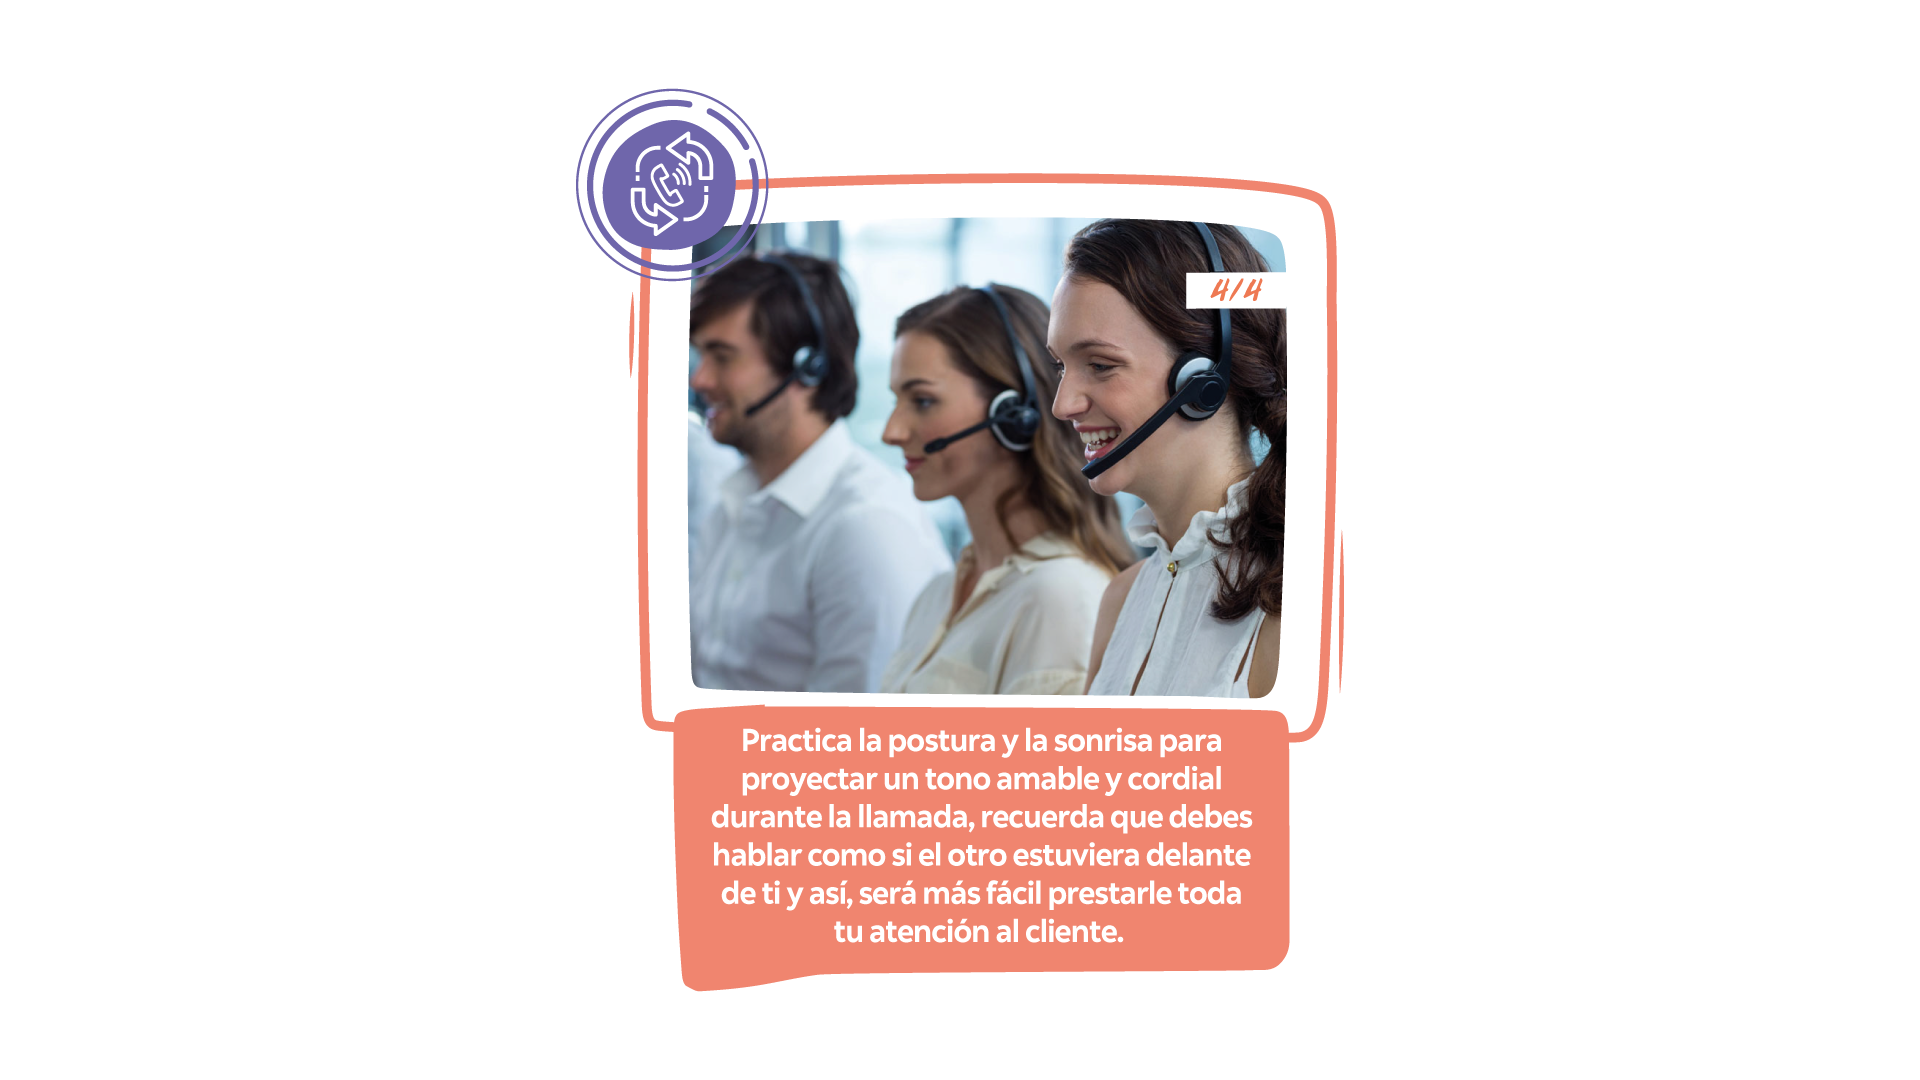 4/4
Practica la postura y la sonrisa para
proyectar un tono amable y cordial
durante la llamada, recuerda que debes
hablar como si el otro estuviera delante
de ti y así, será más fácil prestarle toda
tu atención al cliente.